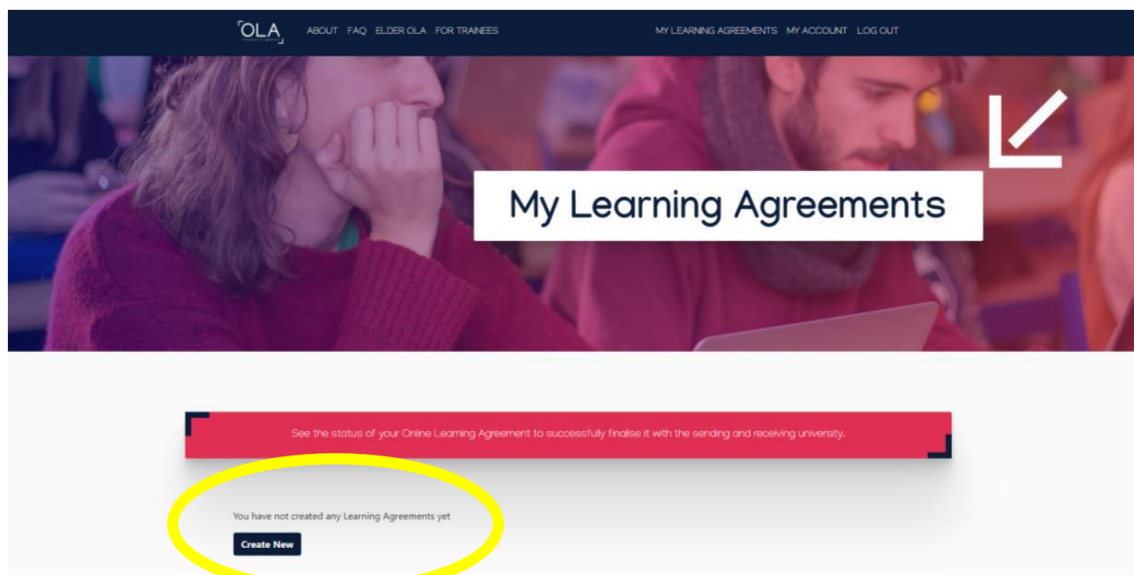 OLA
ABOUT FAQ ELDER OLA FOR TRAINEES
MY LEARNING AGREEMENTS MY ACCOUNT LOG OUT
My Learning Agreements
See the status of your Online Learning Agreement to successfully finalise it with the sending and receiving university.
You have not created any Learning Agreements yet
Create New